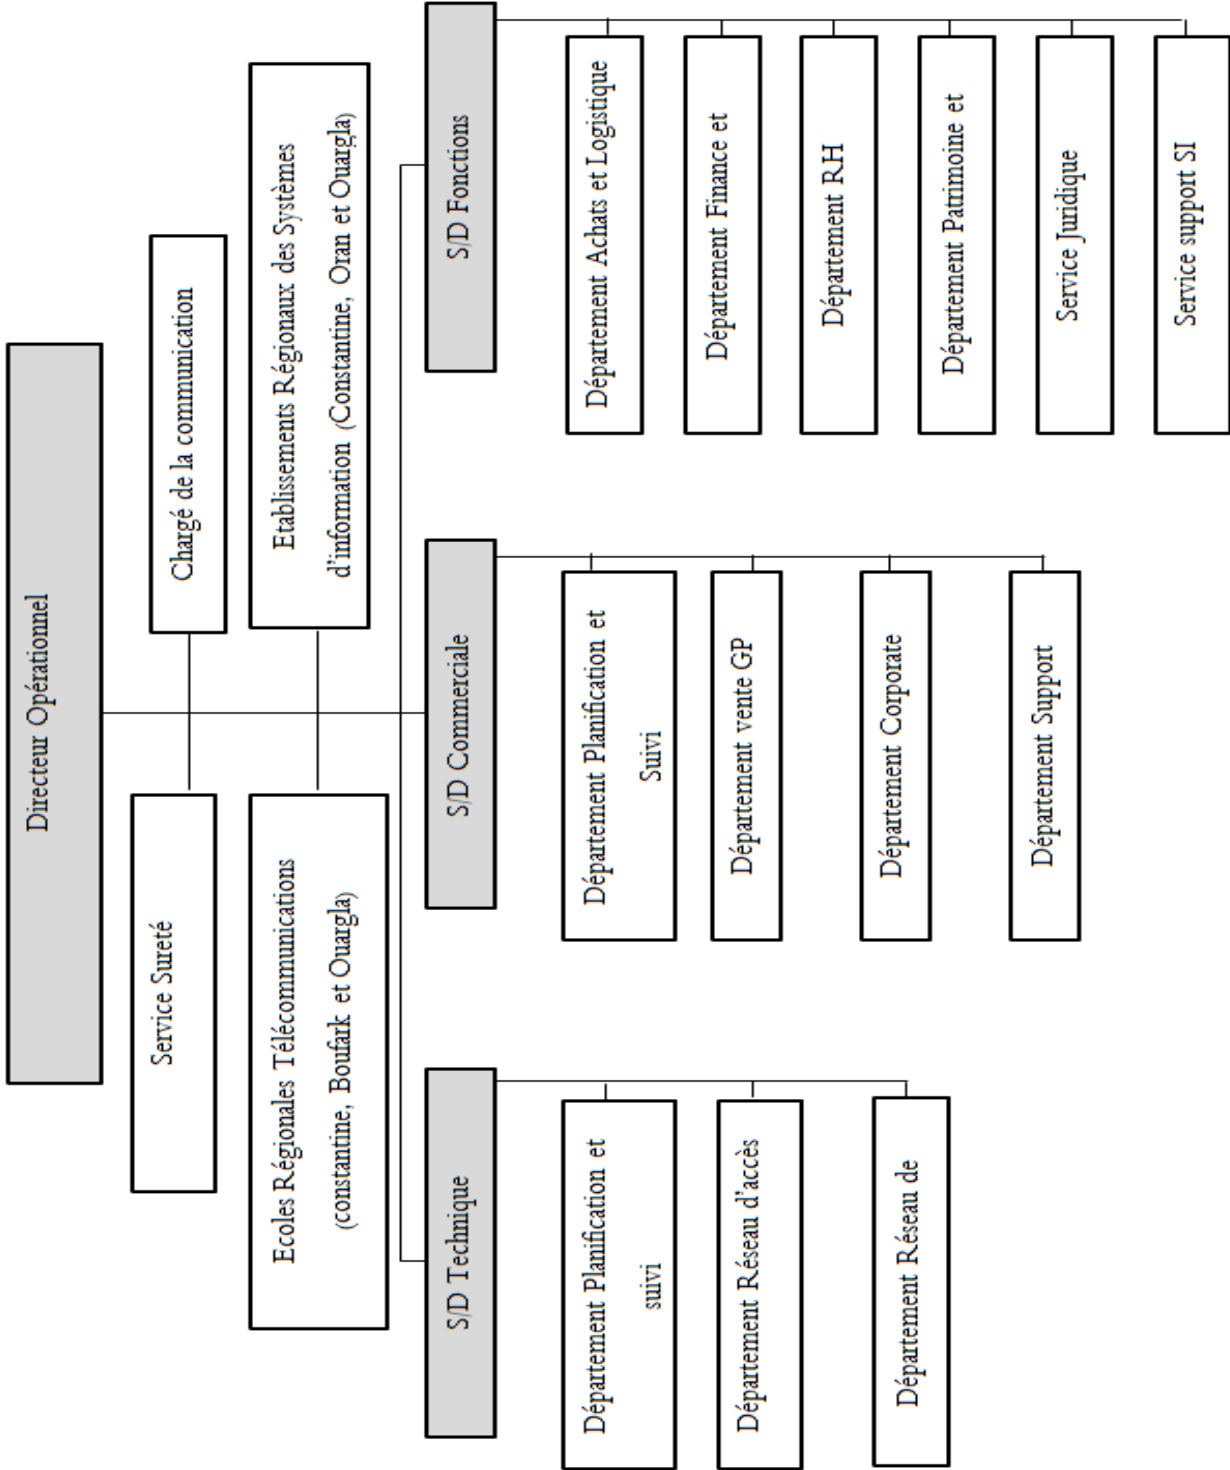 Directeur Opérationnel
Service Sureté
Chargé de la communication
Ecoles Régionales Télécommunications
(constantine, Boufark et Ouargla)
Etablissements Régionaux des Systèmes
d'information (Constantine, Oran et Ouargla)
S/D Technique
Département Planification et
suivi
Département Réseau d'accès
Département Réseau de
S/D Commerciale
Département Planification et
Suivi
Département vente GP
Département Corporate
Département Support
S/D Fonctions
Département Achats et Logistique
Département Finance et
Département RH
Département Patrimoine et
Service Juridique
Service support SI